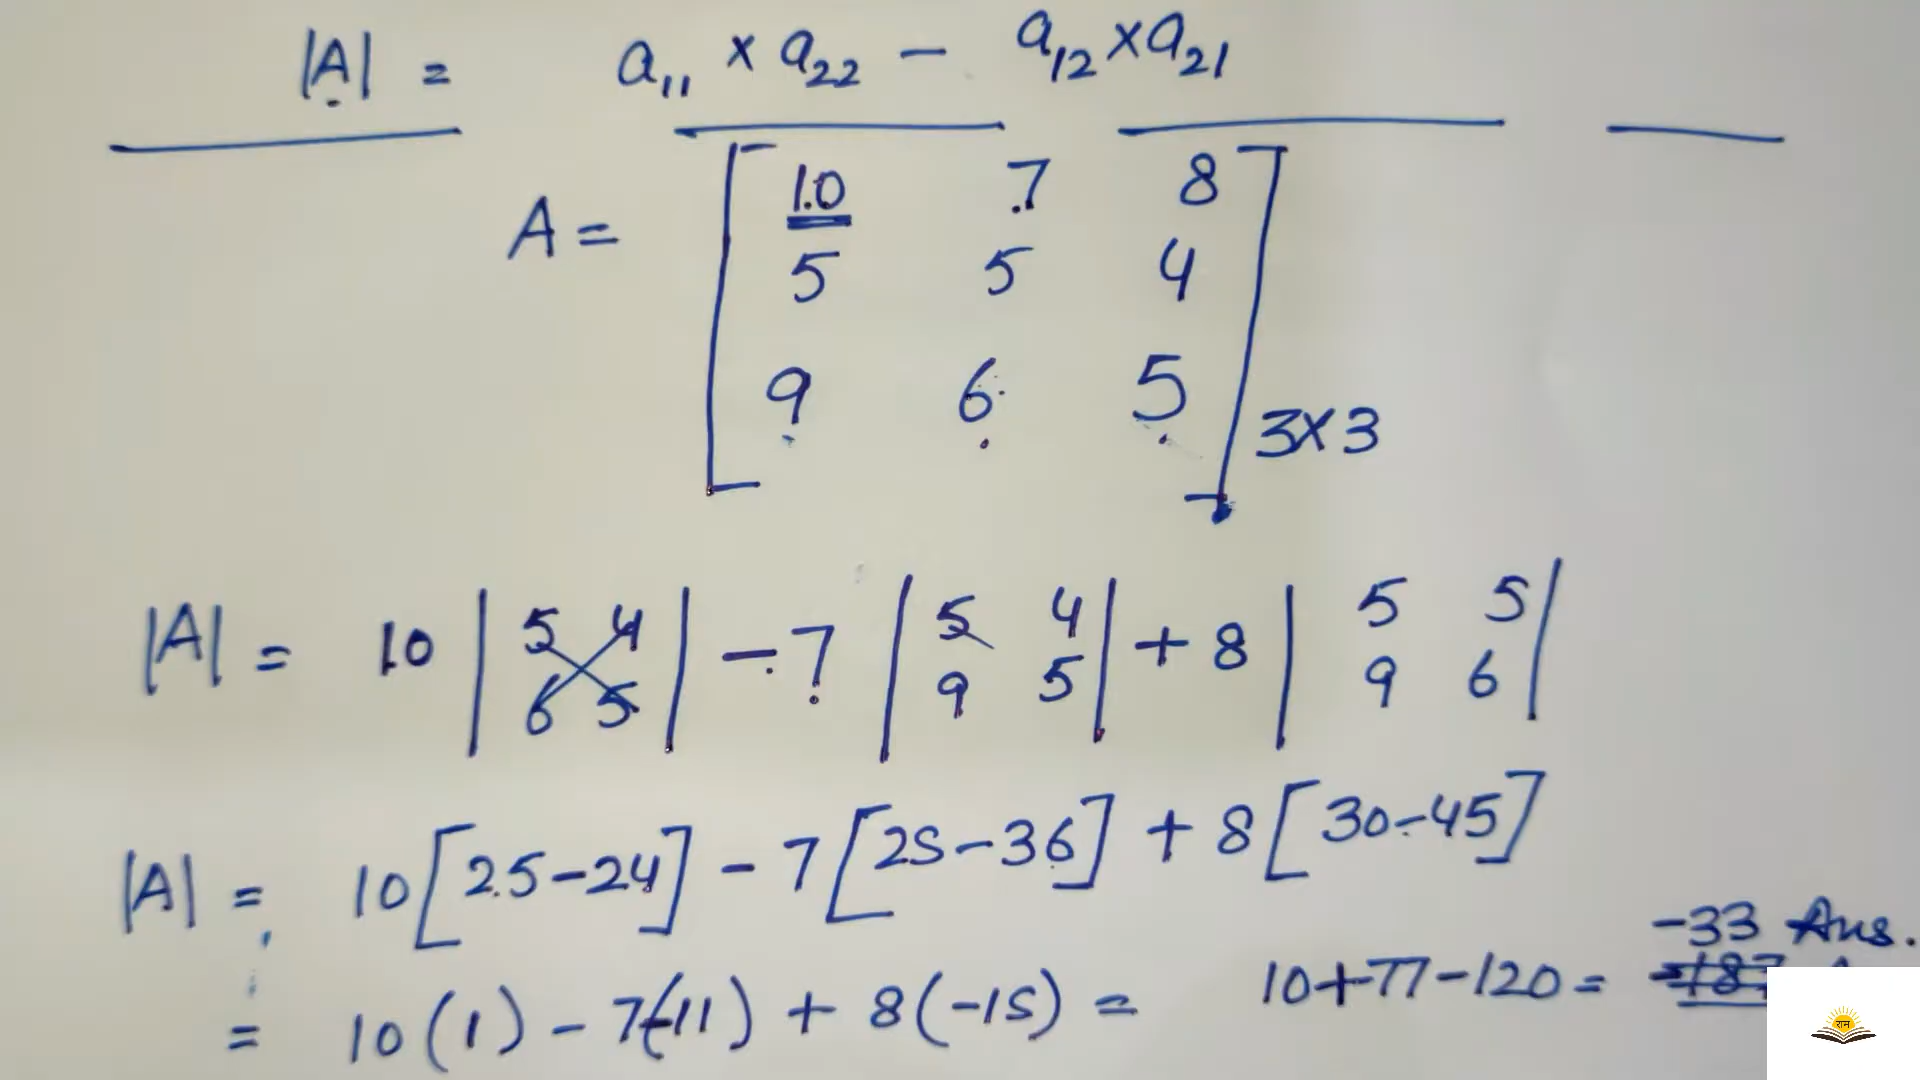 |A| = a₁₁ × a₂₂ − a₁₂ × a₂₁
A = [ 10 7 8
5 5 4
9 6 5 ] 3×3
|A| = 10 | 5 4 | − 7 | 5 4 | + 8 | 5 5 |
6 5 9 5 9 6
|A| = 10 [25−24] − 7 [25−36] + 8 [30−45]
−33 Ans.
= 10(1) − 7(−11) + 8(−15) = 10+77−120 =
राम